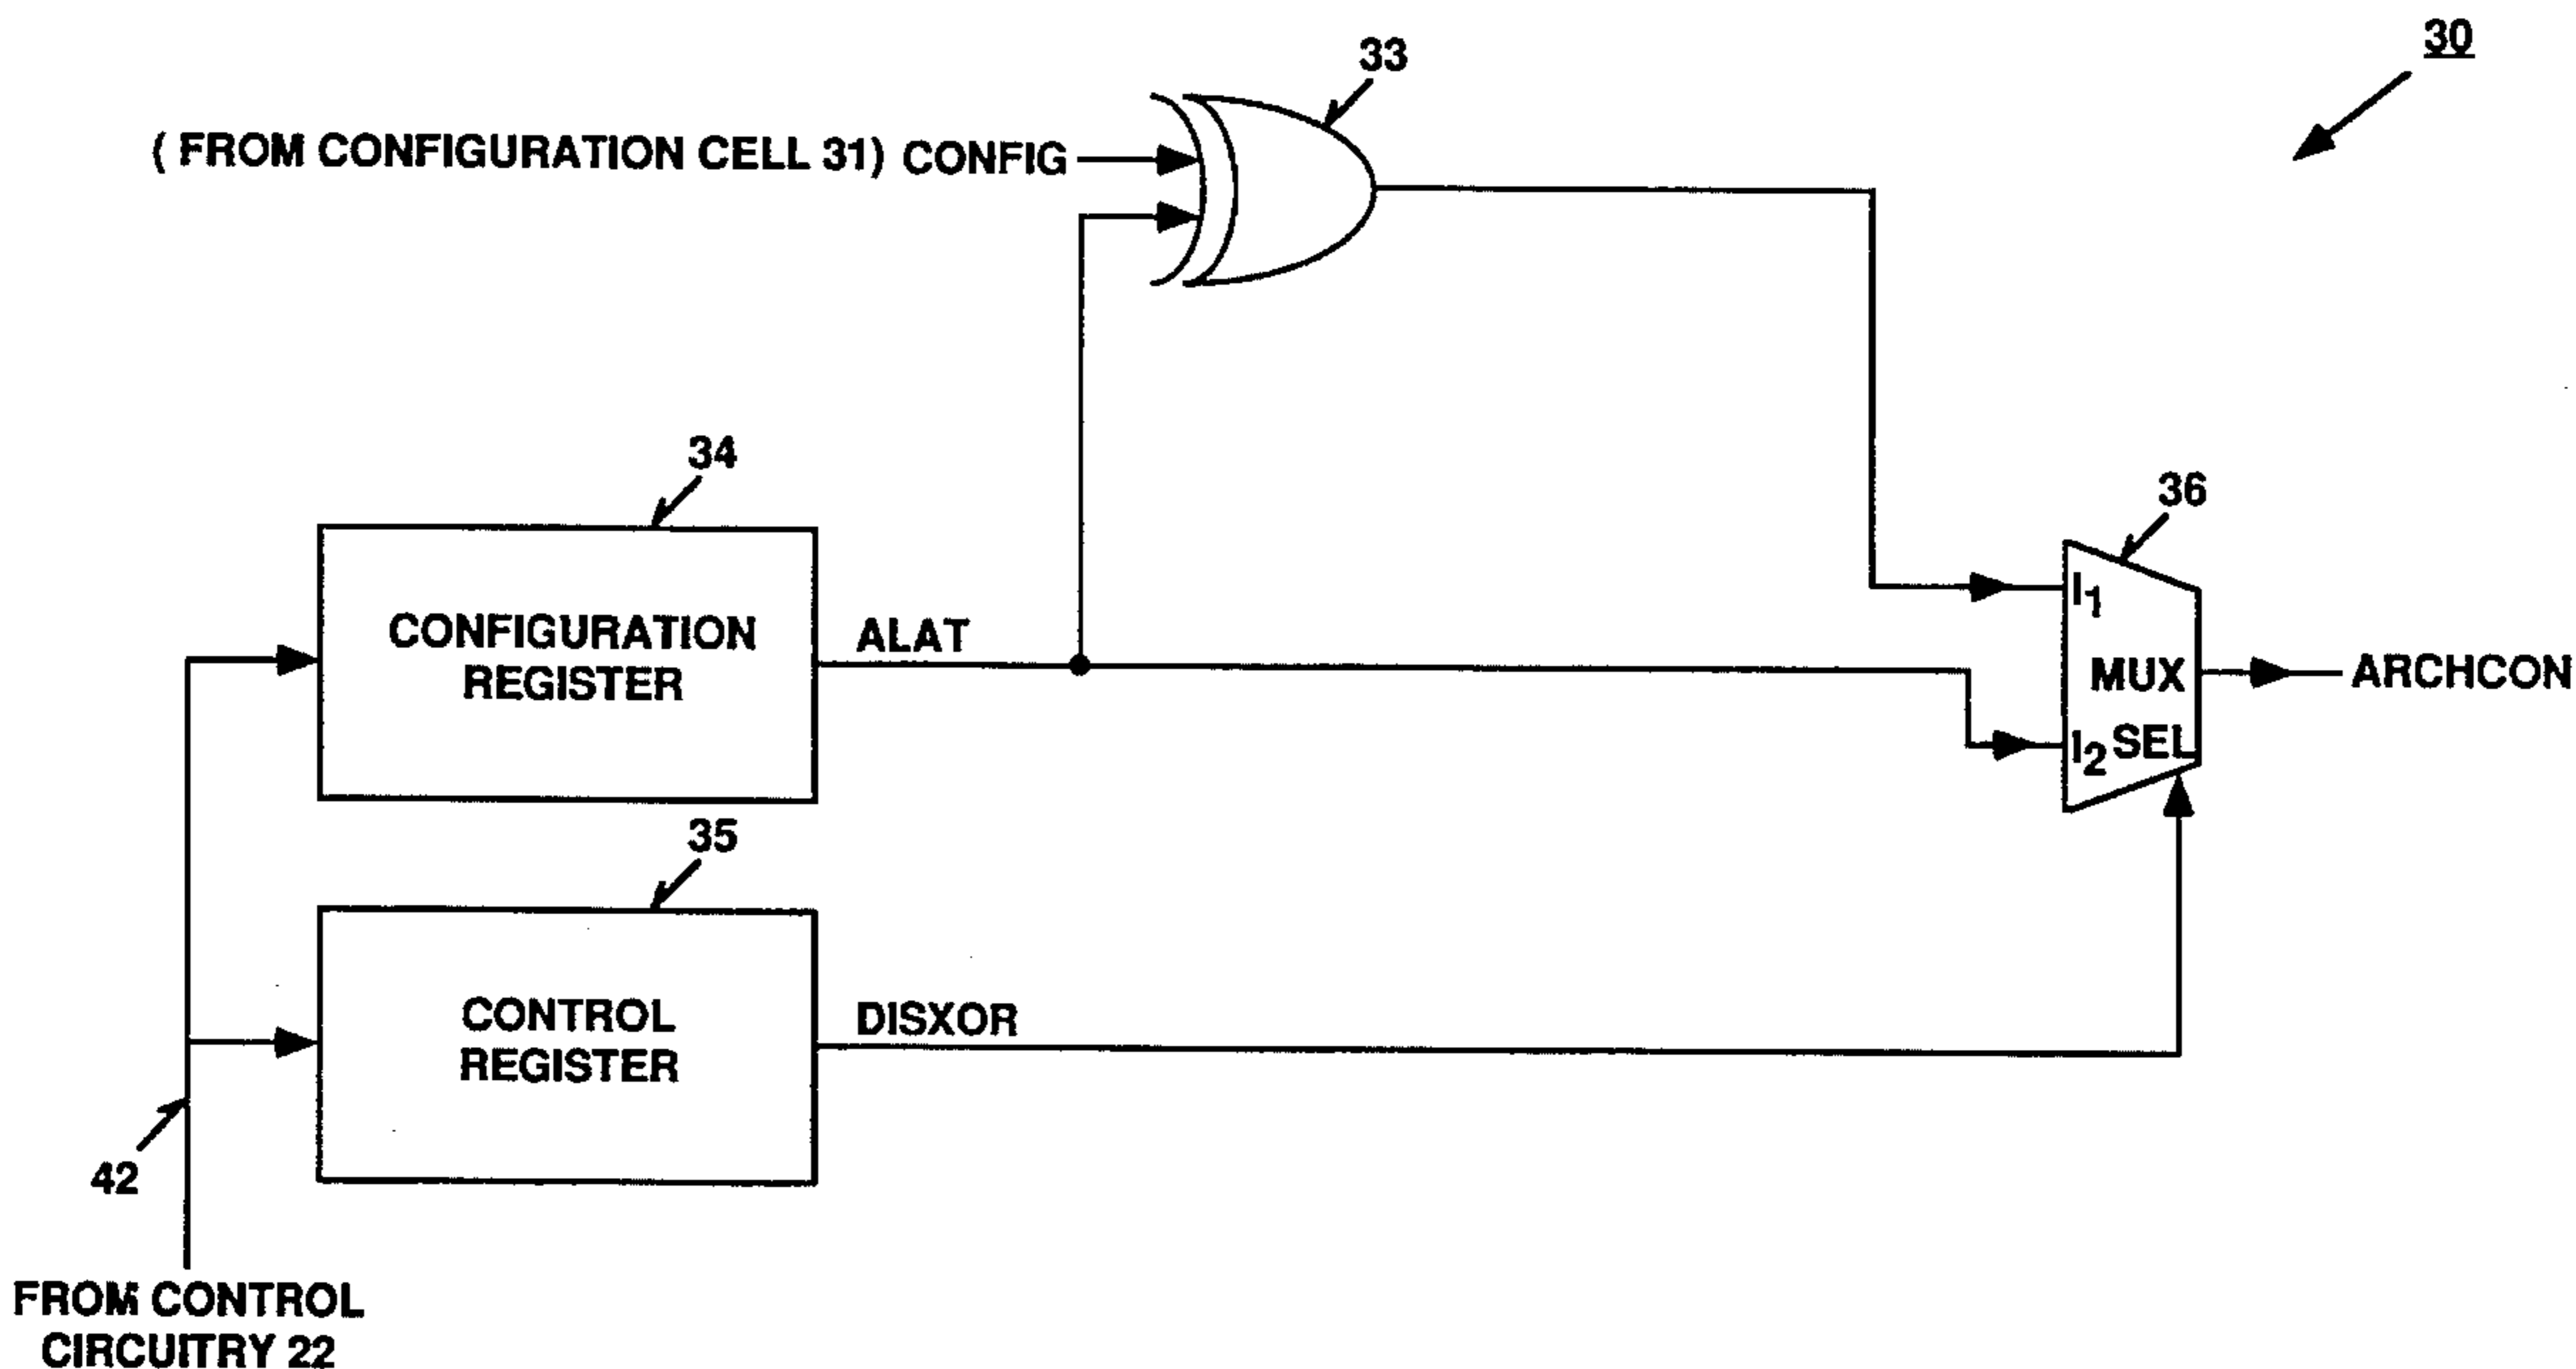 30
33
( FROM CONFIGURATION CELL 31) CONFIG
34
36
CONFIGURATION
REGISTER
ALAT
I1
MUX
ARCHCON
I2 SEL
35
CONTROL
REGISTER
DISXOR
42
FROM CONTROL
CIRCUITRY 22